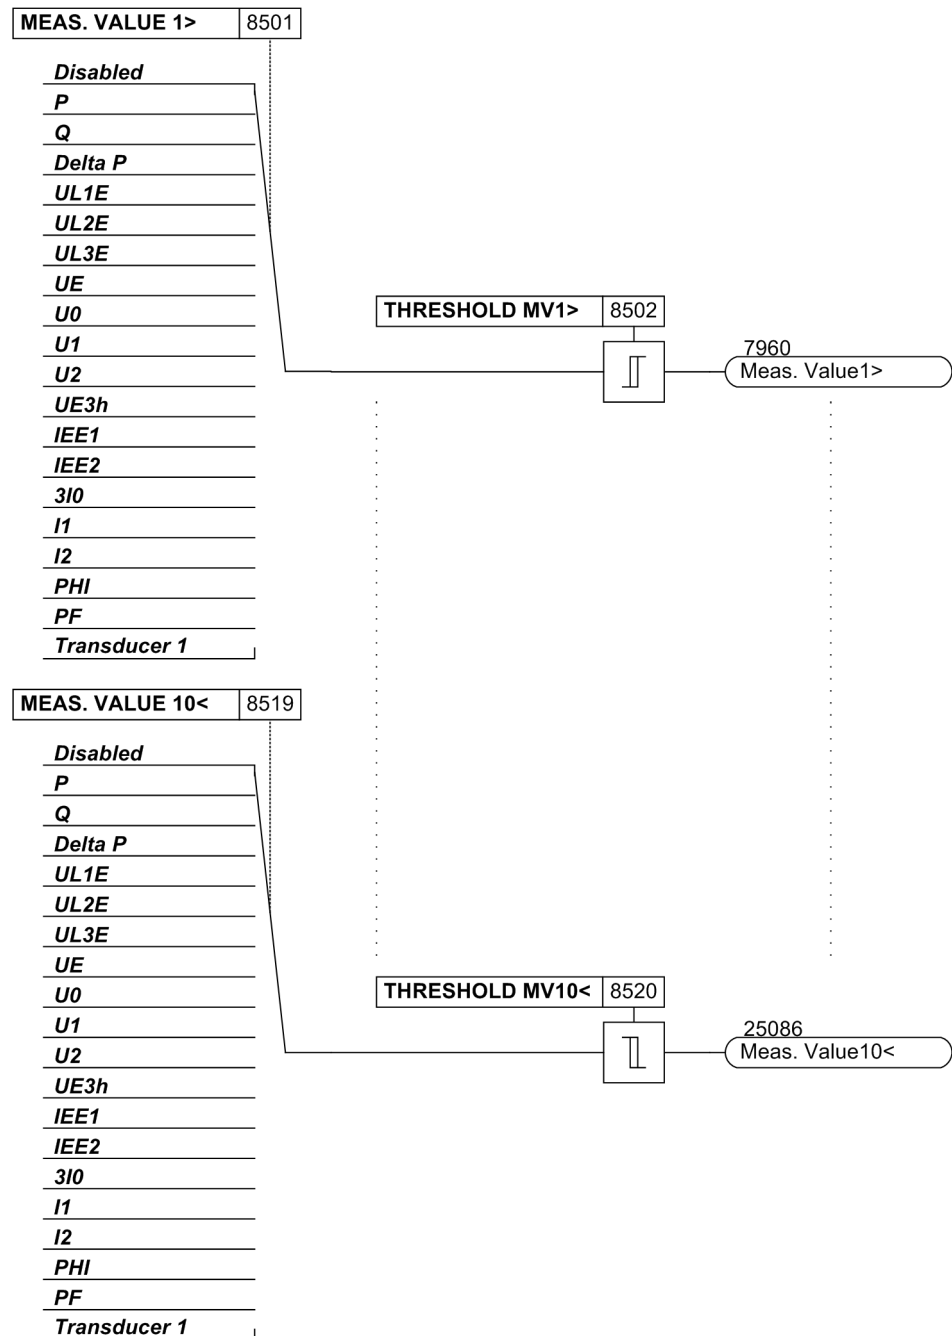 MEAS. VALUE 1> 8501
Disabled
P
Q
Delta P
UL1E
UL2E
UL3E
UE
U0
U1
U2
UE3h
IEE1
IEE2
3I0
I1
I2
PHI
PF
Transducer 1
THRESHOLD MV1> 8502
7960
Meas. Value1>
MEAS. VALUE 10< 8519
Disabled
P
Q
Delta P
UL1E
UL2E
UL3E
UE
U0
U1
U2
UE3h
IEE1
IEE2
3I0
I1
I2
PHI
PF
Transducer 1
THRESHOLD MV10< 8520
25086
Meas. Value10<